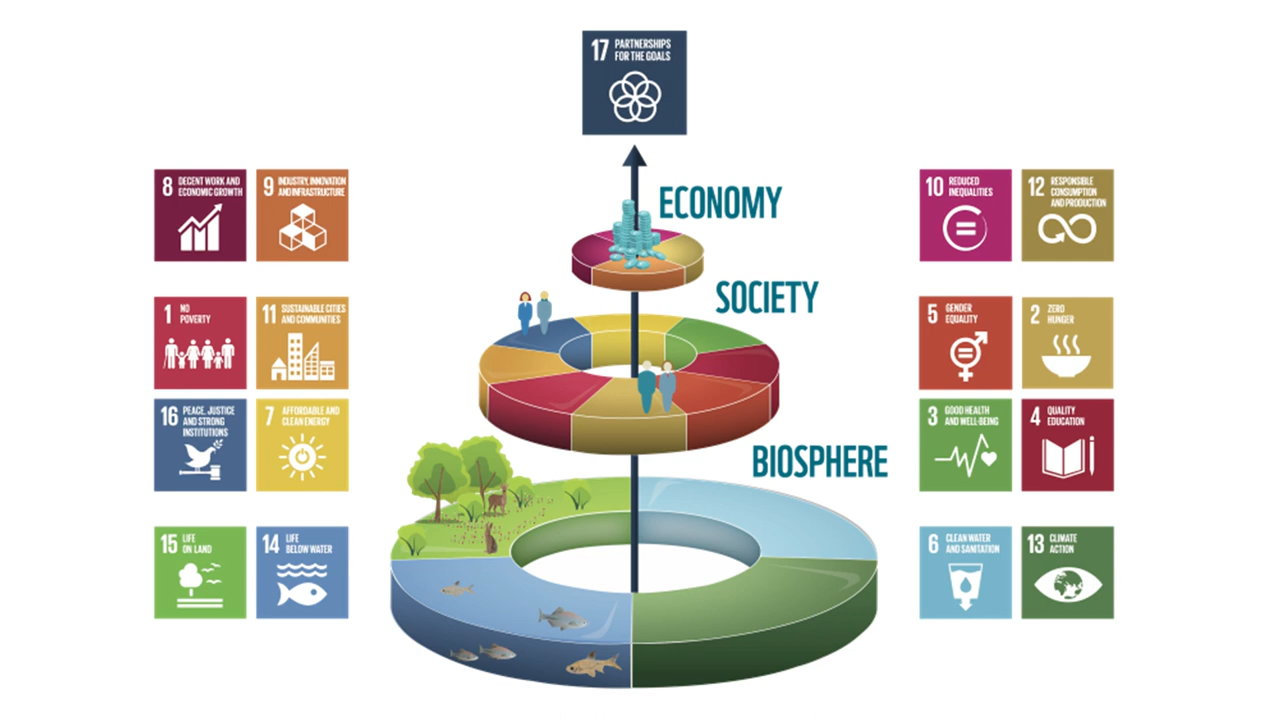 17 PARTNERSHIPS
FOR THE GOALS
ECONOMY
SOCIETY
BIOSPHERE
8 DECENT WORK AND
ECONOMIC GROWTH
9 INDUSTRY, INNOVATION
AND INFRASTRUCTURE
10 REDUCED
INEQUALITIES
12 RESPONSIBLE
CONSUMPTION
AND PRODUCTION
1 NO
POVERTY
11 SUSTAINABLE CITIES
AND COMMUNITIES
5 GENDER
EQUALITY
2 ZERO
HUNGER
16 PEACE, JUSTICE
AND STRONG
INSTITUTIONS
7 AFFORDABLE AND
CLEAN ENERGY
3 GOOD HEALTH
AND WELL-BEING
4 QUALITY
EDUCATION
15 LIFE
ON LAND
14 LIFE
BELOW WATER
6 CLEAN WATER
AND SANITATION
13 CLIMATE
ACTION